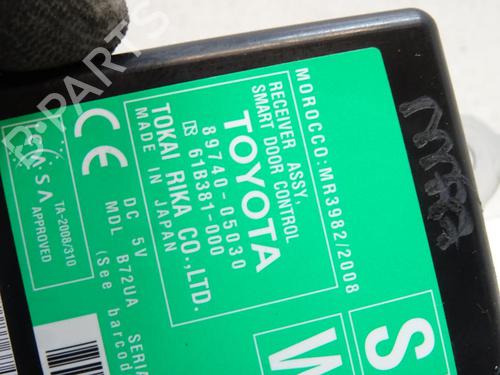 MOROCCO:MR3982/2008
RECEIVER ASSY,
SMART DOOR CONTROL
TOYOTA
89740-05030
61B381-000
TOKAI RIKA CO.,LTD.
MADE IN JAPAN
CE
DC 5V
MDL B72UA SERIA
(See barcod
TA-2008/310
APPROVED
S
W